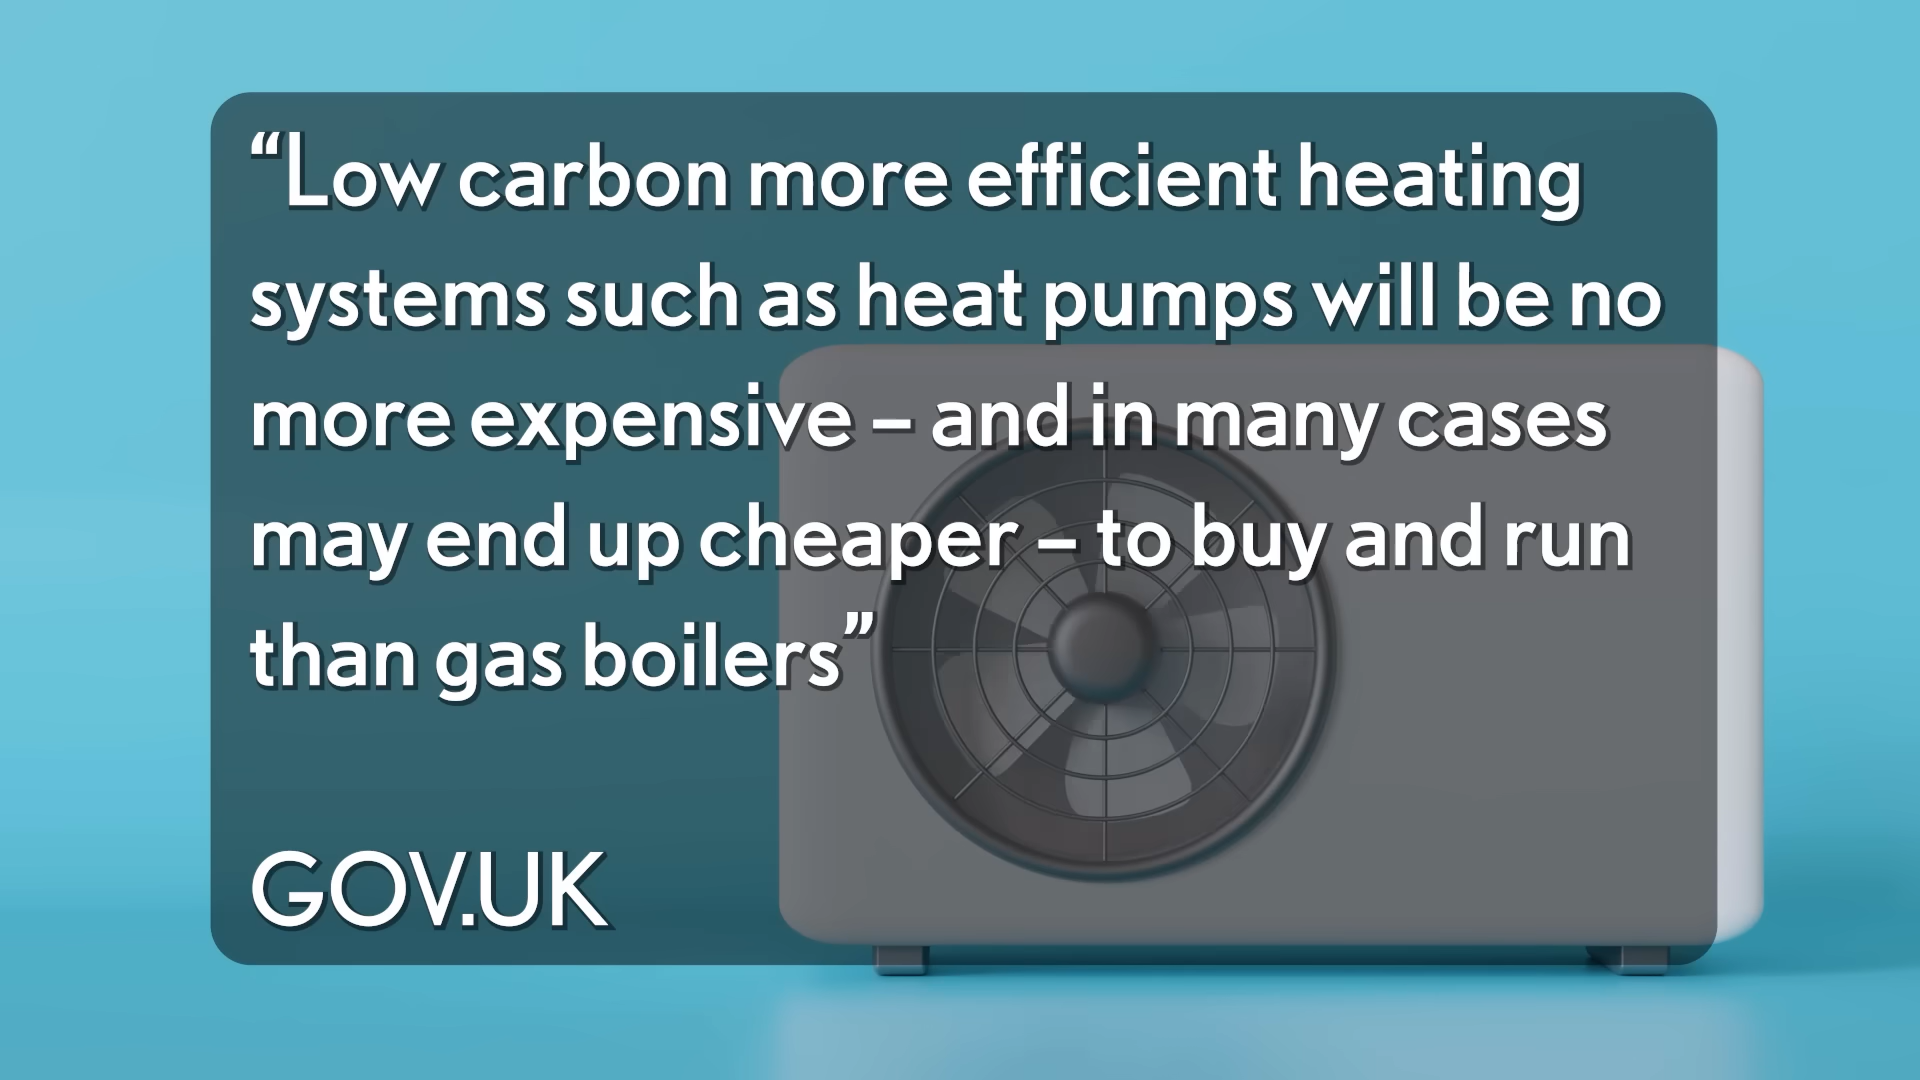 “Low carbon more efficient heating
systems such as heat pumps will be no
more expensive – and in many cases
may end up cheaper – to buy and run
than gas boilers”
GOV.UK